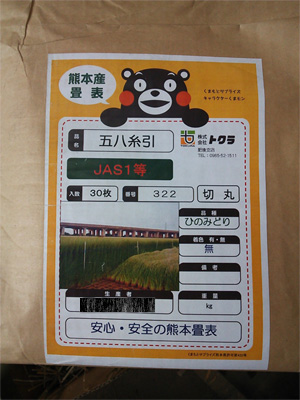 熊本産
畳表
くまもとサプライズ
キャラクターくまモン
品名
五八糸引
株式会社 トクラ
JAS1等
入数
30枚
番号
322
切丸
品種
ひのみどり
着色 有・無
無
備考
生産者
重量
kg
安心・安全の熊本畳表